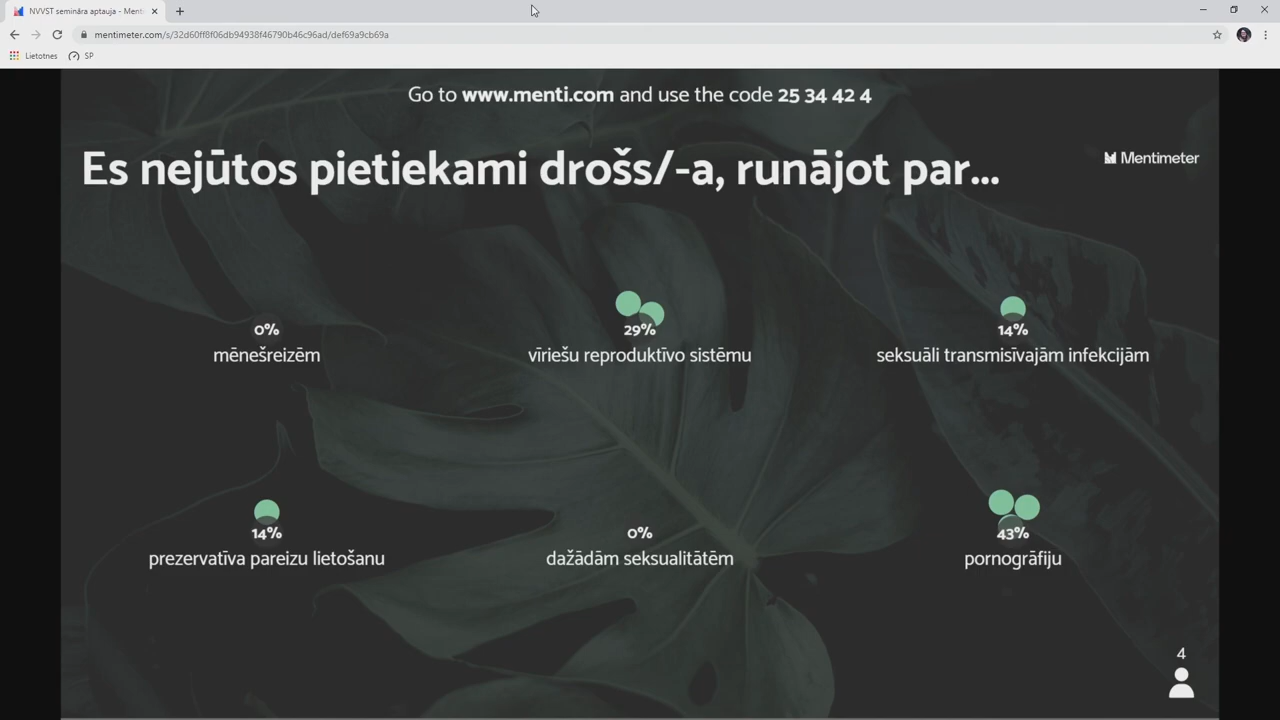 NVVST semināra aptauja - Menti
mentimeter.com/s/32d60ff8f06db94938f46790b46c96ad/def69a9cb69a
Lietotnes SP
Go to www.menti.com and use the code 25 34 42 4
Es nejūtos pietiekami drošs/-a, runājot par...
Mentimeter
0% 29% 14%
mēnešreizēm vīriešu reproduktīvo sistēmu seksuāli transmisīvajām infekcijām
14% 0% 43%
prezervatīva pareizu lietošanu dažādām seksualitātēm pornogrāfiju
4